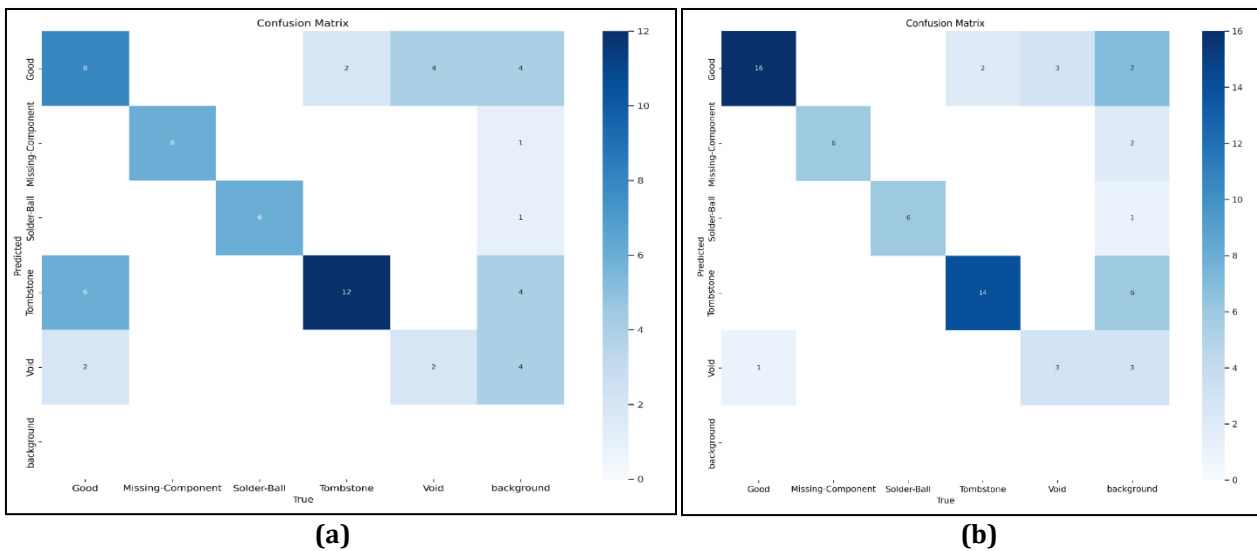 Confusion Matrix
Good
Missing-Component
Solder-Ball
Tombstone
Void
background
Predicted
8 2 4 4
6 1
6 1
6 12 4
2 2 4
12
10
8
6
4
2
0
Good Missing-Component Solder-Ball Tombstone Void background
True
(a)
Confusion Matrix
Good
Missing-Component
Solder-Ball
Tombstone
Void
background
Predicted
16 2 3 7
6 2
6 1
14 6
1 3 3
16
14
12
10
8
6
4
2
0
Good Missing-Component Solder-Ball Tombstone Void background
True
(b)